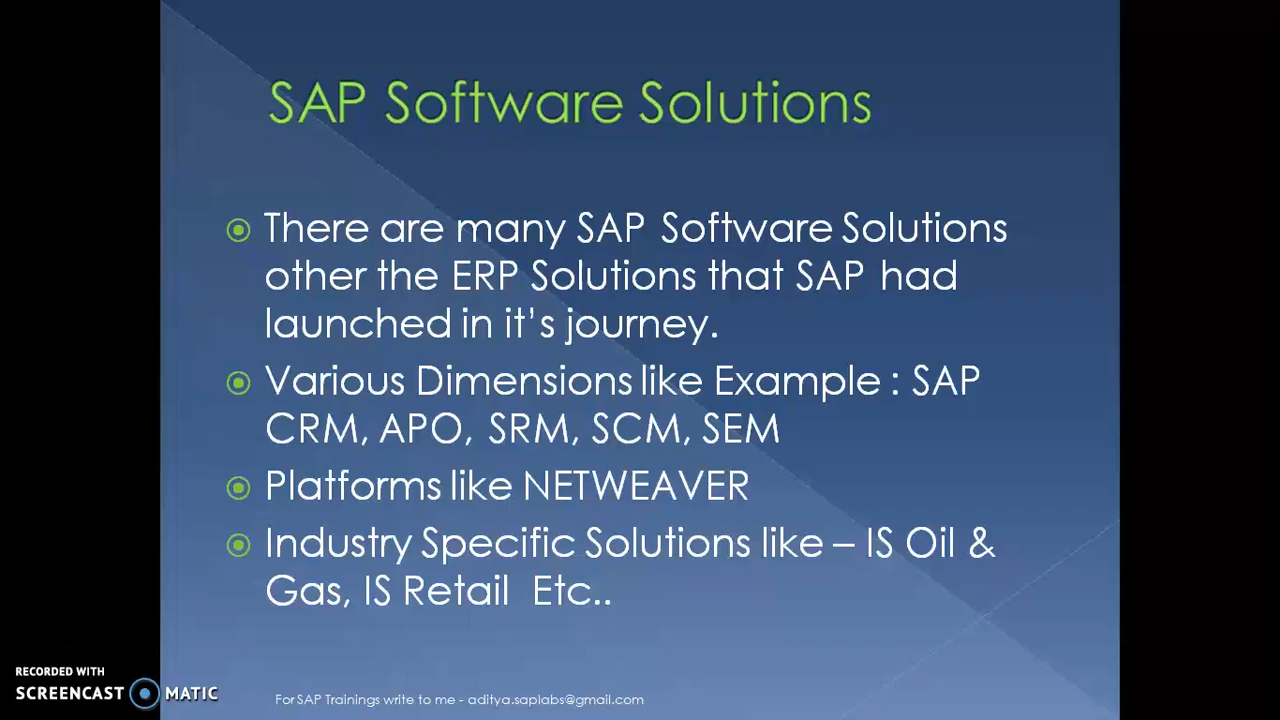 SAP Software Solutions
There are many SAP Software Solutions
other the ERP Solutions that SAP had
launched in it's journey.
Various Dimensions like Example : SAP
CRM, APO, SRM, SCM, SEM
Platforms like NETWEAVER
Industry Specific Solutions like – IS Oil &
Gas, IS Retail Etc..
RECORDED WITH
SCREENCAST MATIC
For SAP Trainings write to me - aditya.saplabs@gmail.com